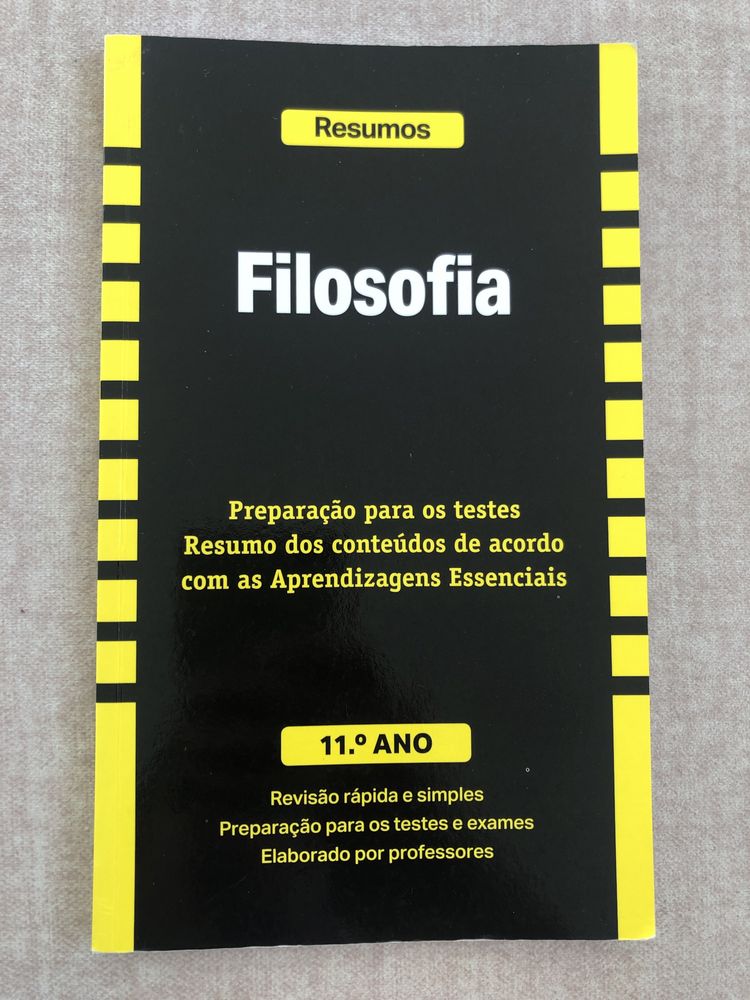 Resumos
Filosofia
Preparação para os testes
Resumo dos conteúdos de acordo
com as Aprendizagens Essenciais
11.º ANO
Revisão rápida e simples
Preparação para os testes e exames
Elaborado por professores